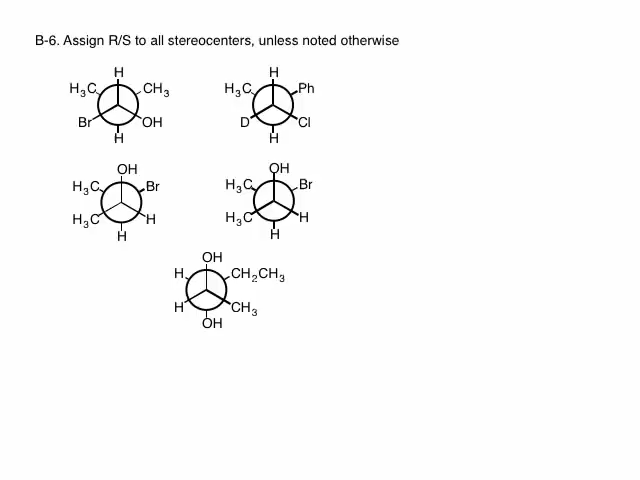 B-6. Assign R/S to all stereocenters, unless noted otherwise
H H
H3C CH3 H3C Ph
Br OH D Cl
H H
OH OH
H3C Br H3C Br
H3C H H3C H
H H
OH
H CH2CH3
H CH3
OH